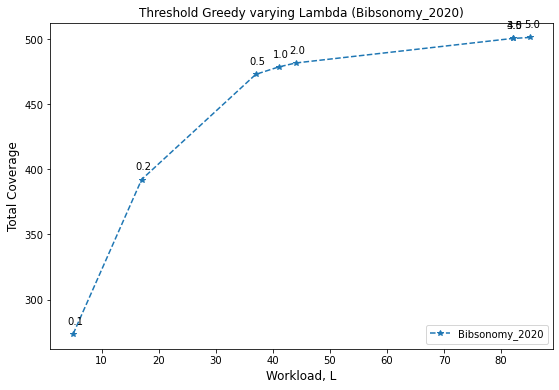 Threshold Greedy varying Lambda (Bibsonomy_2020)
5.0
2.0
1.0
0.5
0.2
0.1
500
450
400
350
300
Total Coverage
Bibsonomy_2020
10 20 30 40 50 60 70 80
Workload, L